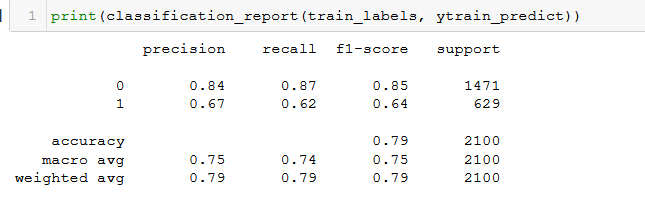 1 print(classification_report(train_labels, ytrain_predict))
precision recall f1-score support
0 0.84 0.87 0.85 1471
1 0.67 0.62 0.64 629
accuracy 0.79 2100
macro avg 0.75 0.74 0.75 2100
weighted avg 0.79 0.79 0.79 2100